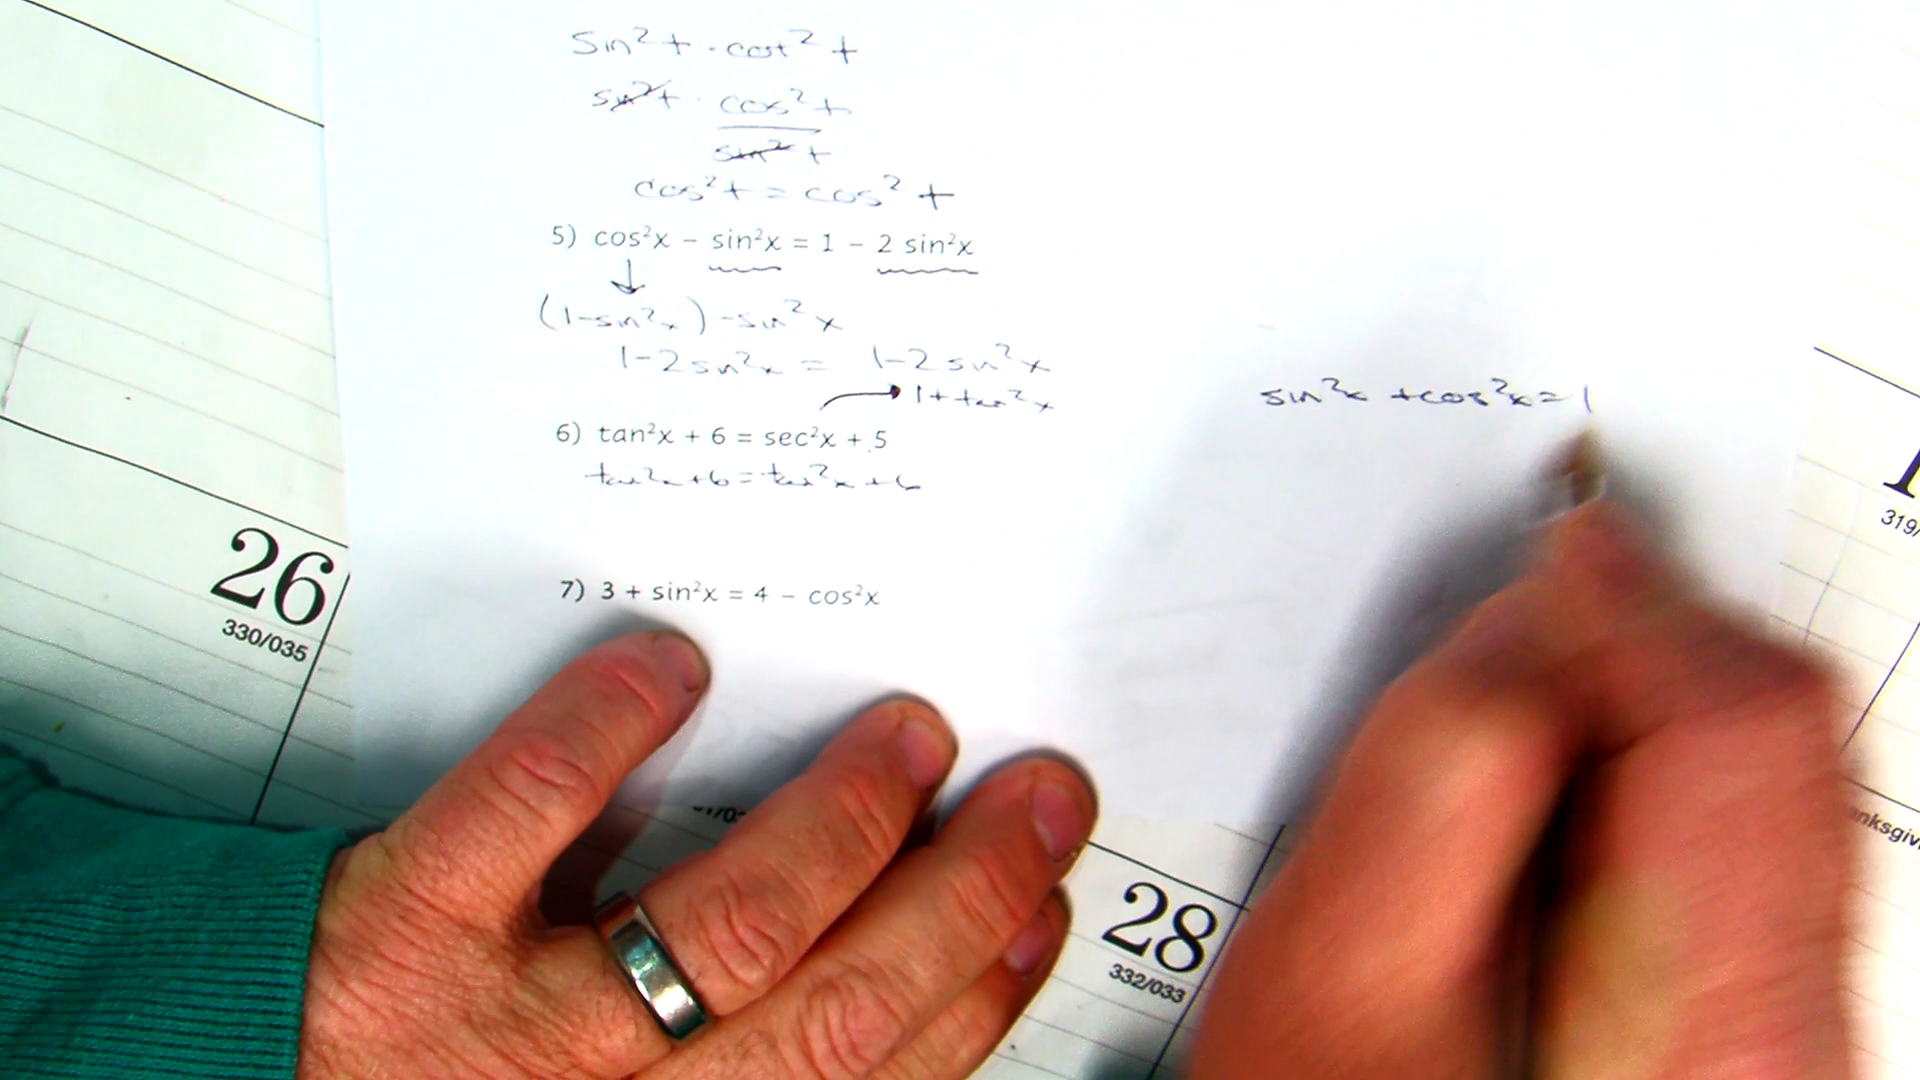 sin²t · cot²t
sin²t · cos²t
sin²t
cos²t = cos²t
5) cos²x − sin²x = 1 − 2 sin²x
(1-sin²x) - sin²x
1-2sin²x = 1-2sin²x
1+tan²x
sin²x + cos²x = 1
6) tan²x + 6 = sec²x + 5
tan²x+6 = tan²x+6
7) 3 + sin²x = 4 − cos²x
26
330/035
28
332/033
319/